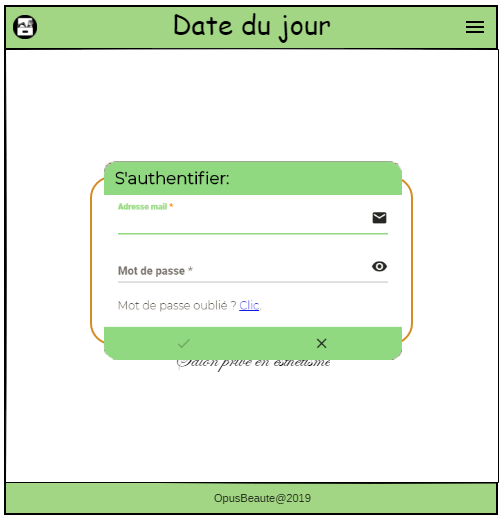 Date du jour
S'authentifier:
Adresse mail *
Mot de passe *
Mot de passe oublié ? Clic
Salon privé en esthétisme
OpusBeaute@2019